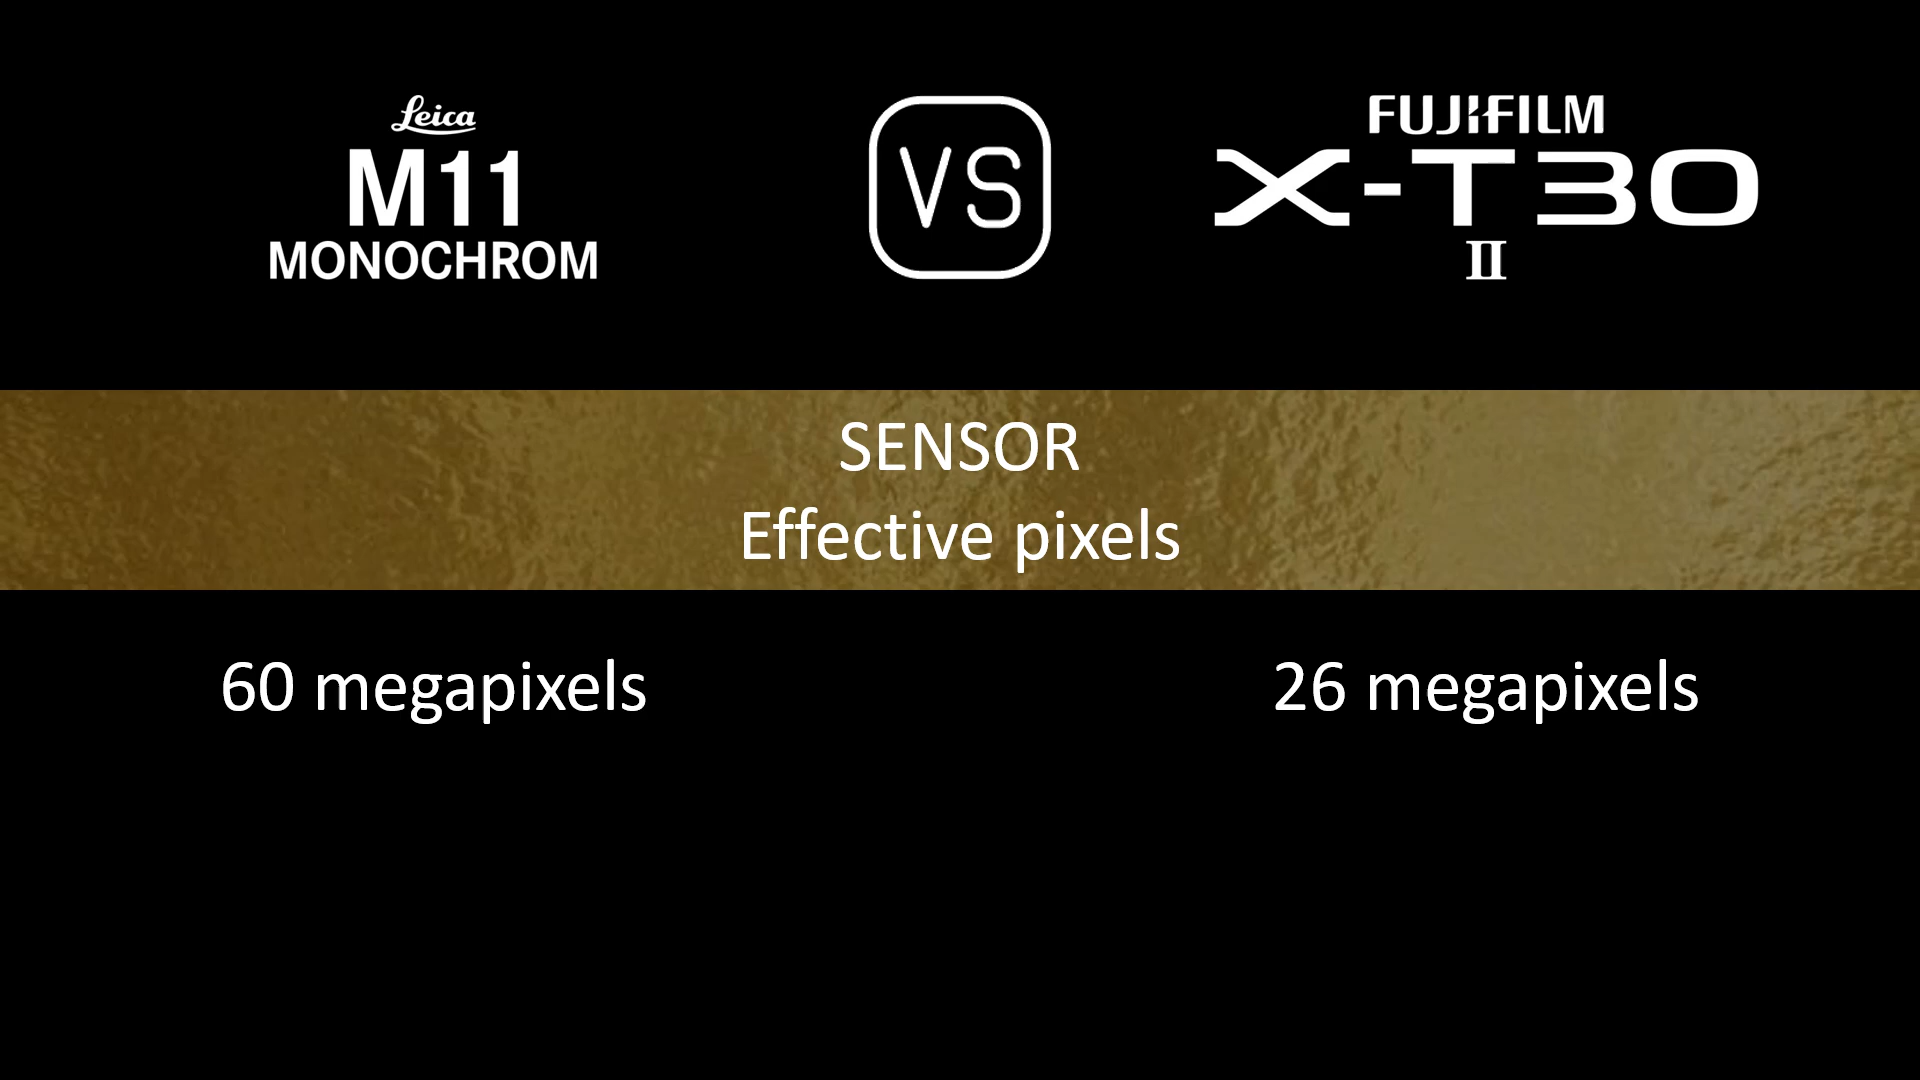 Leica
M11
MONOCHROM
VS
FUJIFILM
X-T30
II
SENSOR
Effective pixels
60 megapixels
26 megapixels